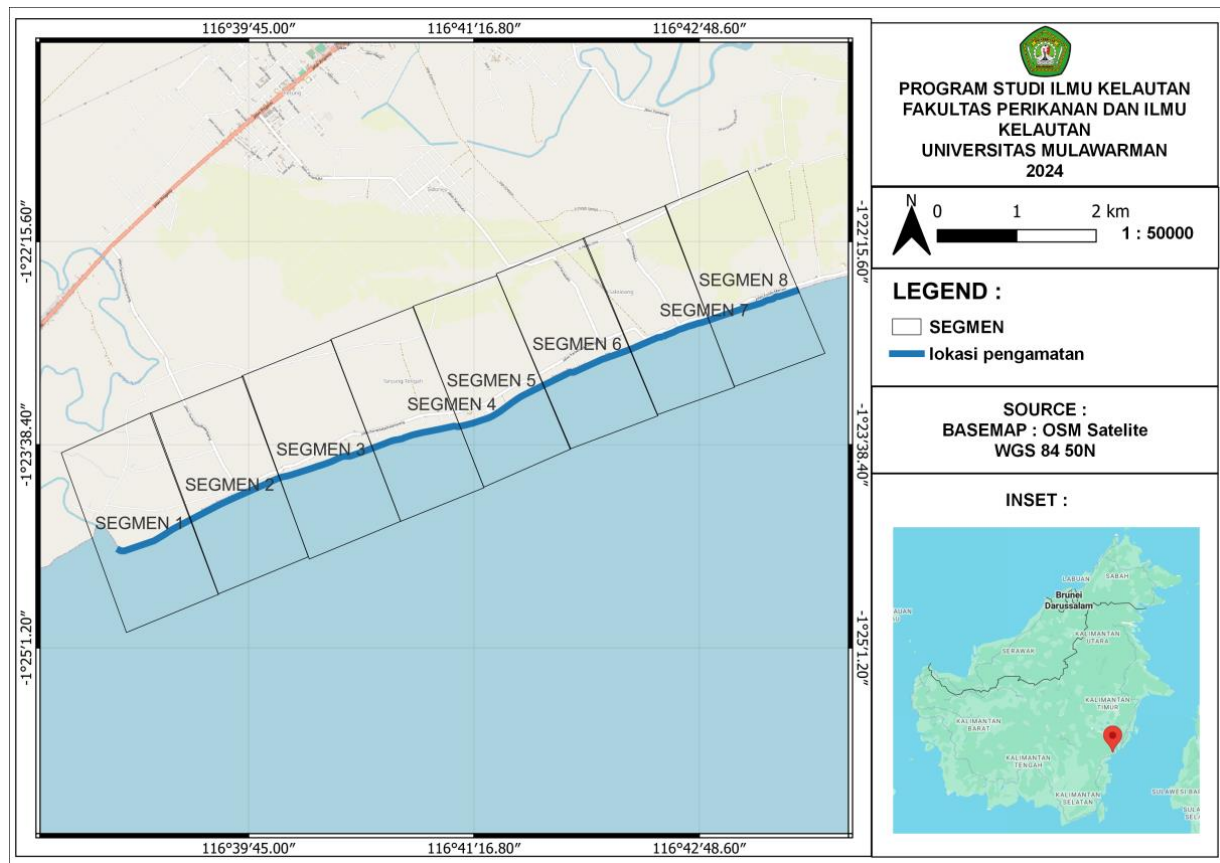 116°39'45.00"
116°41'16.80"
116°42'48.60"
-1°22'15.60"
-1°23'38.40"
-1°25'1.20"
SEGMEN 8
SEGMEN 7
SEGMEN 6
SEGMEN 5
SEGMEN 4
SEGMEN 3
SEGMEN 2
SEGMEN 1
Tanjung Tengah
-1°22'15.60"
-1°23'38.40"
-1°25'1.20"
116°39'45.00"
116°41'16.80"
116°42'48.60"
PROGRAM STUDI ILMU KELAUTAN
FAKULTAS PERIKANAN DAN ILMU
KELAUTAN
UNIVERSITAS MULAWARMAN
2024
N
0 1 2 km
1 : 50000
LEGEND :
SEGMEN
lokasi pengamatan
SOURCE :
BASEMAP : OSM Satelite
WGS 84 50N
INSET :
LABUAN
SABAH
Brunei
Darussalam
KALIMANTAN
UTARA
SERAWAK
KALIMANTAN
TIMUR
KALIMANTAN
BARAT
KALIMANTAN
TENGAH
KALIMANTAN
SELATAN